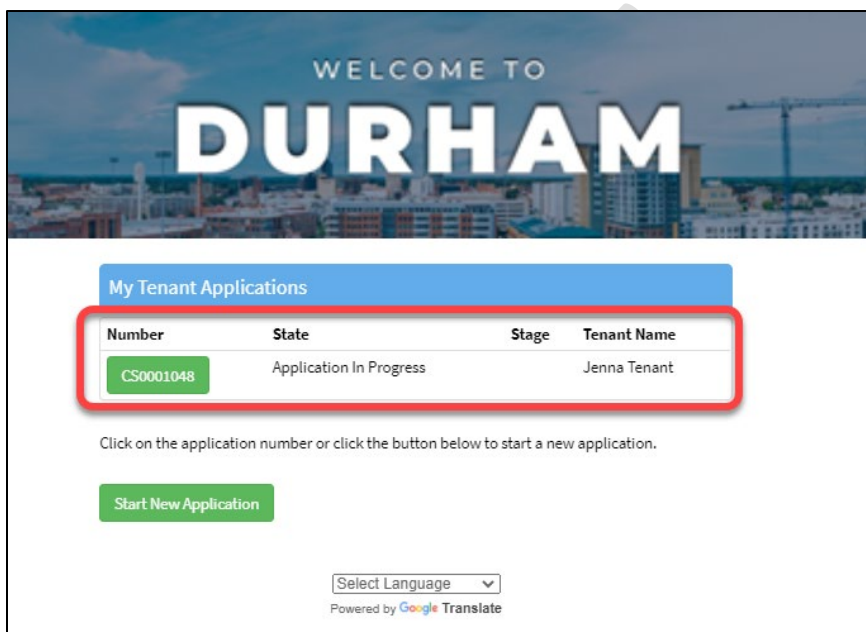 WELCOME TO
DURHAM
My Tenant Applications
Number State Stage Tenant Name
CS0001048 Application In Progress Jenna Tenant
Click on the application number or click the button below to start a new application.
Start New Application
Select Language
Powered by Google Translate